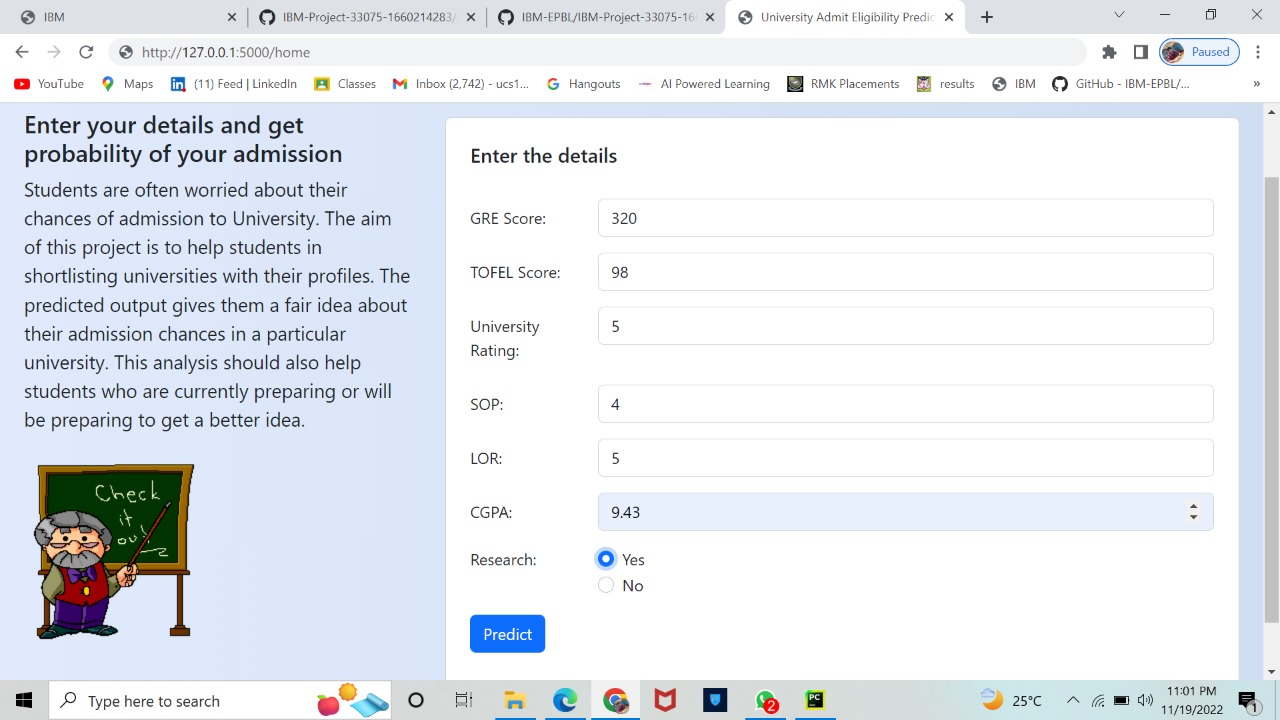 IBM
IBM-Project-33075-1660214283/
IBM-EPBL/IBM-Project-33075-16
University Admit Eligibility Predic
http://127.0.0.1:5000/home
Paused
YouTube
Maps
(11) Feed | LinkedIn
Classes
Inbox (2,742) - ucs1...
Hangouts
AI Powered Learning
RMK Placements
results
IBM
GitHub - IBM-EPBL/...
»
Enter your details and get
probability of your admission
Students are often worried about their
chances of admission to University. The aim
of this project is to help students in
shortlisting universities with their profiles. The
predicted output gives them a fair idea about
their admission chances in a particular
university. This analysis should also help
students who are currently preparing or will
be preparing to get a better idea.
Check
it
out
Enter the details
GRE Score: 320
TOFEL Score: 98
University
Rating: 5
SOP: 4
LOR: 5
CGPA: 9.43
Research: Yes
No
Predict
Type here to search
2
PC
25°C
11:01 PM
11/19/2022
1